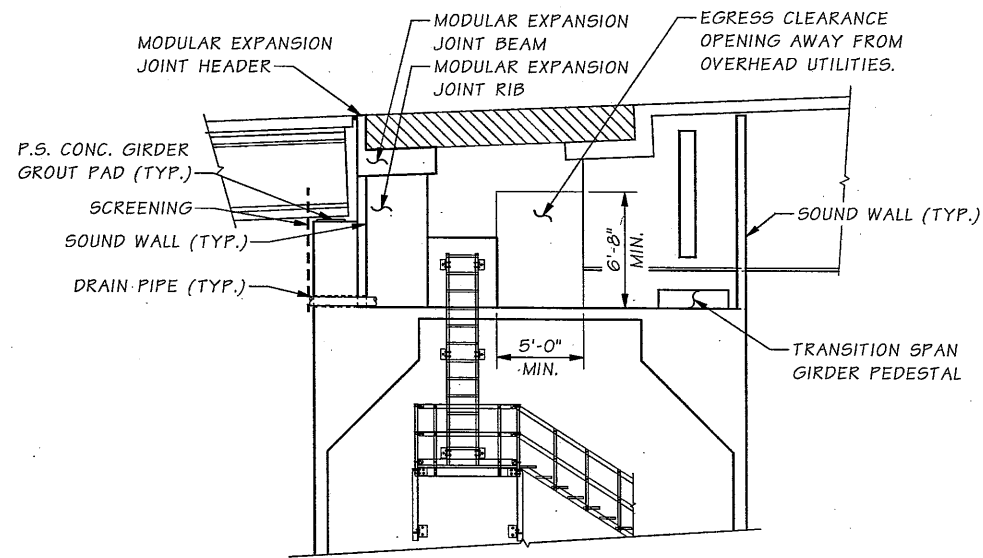 MODULAR EXPANSION
JOINT HEADER
MODULAR EXPANSION
JOINT BEAM
MODULAR EXPANSION
JOINT RIB
EGRESS CLEARANCE
OPENING AWAY FROM
OVERHEAD UTILITIES.
P.S. CONC. GIRDER
GROUT PAD (TYP.)
SCREENING
SOUND WALL (TYP.)
DRAIN PIPE (TYP.)
6'-8"
MIN.
SOUND WALL (TYP.)
5'-0"
MIN.
TRANSITION SPAN
GIRDER PEDESTAL